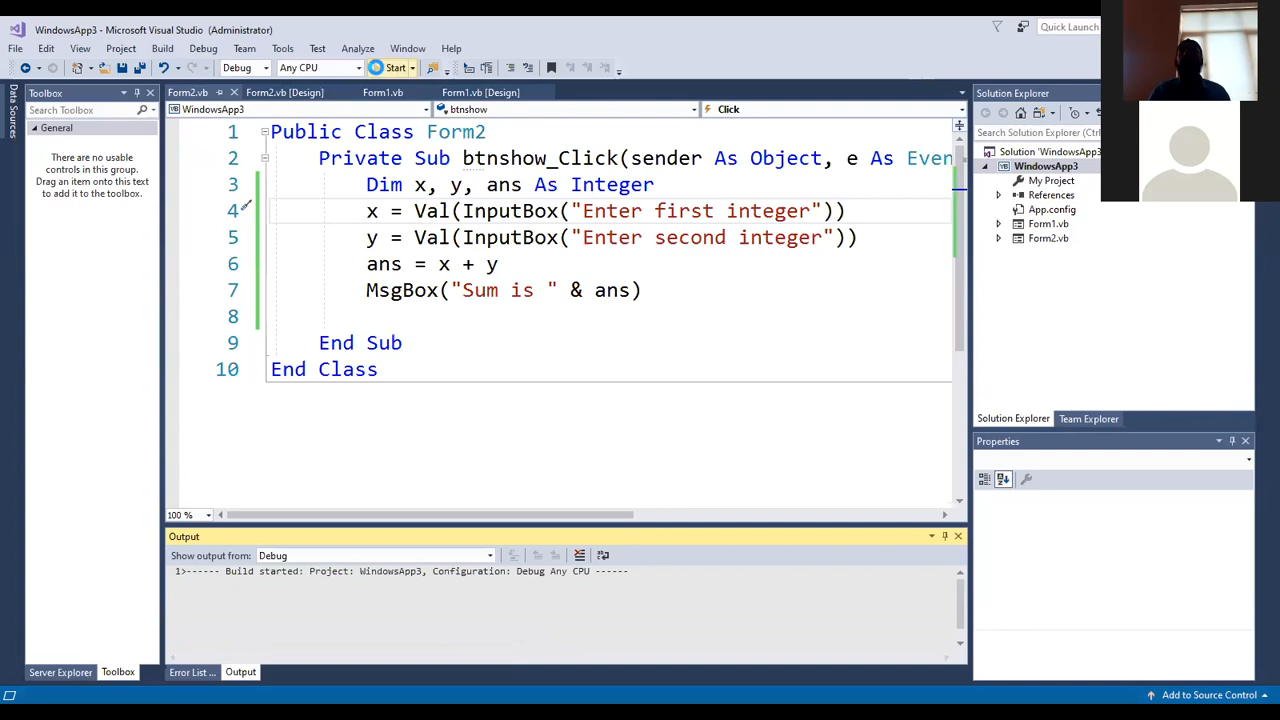 WindowsApp3 - Microsoft Visual Studio (Administrator)
Quick Launch
File Edit View Project Build Debug Team Tools Test Analyze Window Help
Debug Any CPU Start
Data Sources
Toolbox
Search Toolbox
General
There are no usable
controls in this group.
Drag an item onto this text
to add it to the toolbox.
Form2.vb Form2.vb [Design] Form1.vb Form1.vb [Design]
WindowsApp3 btnshow Click
1 Public Class Form2
2 Private Sub btnshow_Click(sender As Object, e As Even
3 Dim x, y, ans As Integer
4 x = Val(InputBox("Enter first integer"))
5 y = Val(InputBox("Enter second integer"))
6 ans = x + y
7 MsgBox("Sum is " & ans)
8
9 End Sub
10 End Class
100 %
Output
Show output from: Debug
1>------ Build started: Project: WindowsApp3, Configuration: Debug Any CPU ------
Server Explorer Toolbox
Error List ... Output
Solution Explorer
Search Solution Explorer (Ctrl-
Solution 'WindowsApp3' (1
WindowsApp3
My Project
References
App.config
Form1.vb
Form2.vb
Solution Explorer Team Explorer
Properties
Add to Source Control